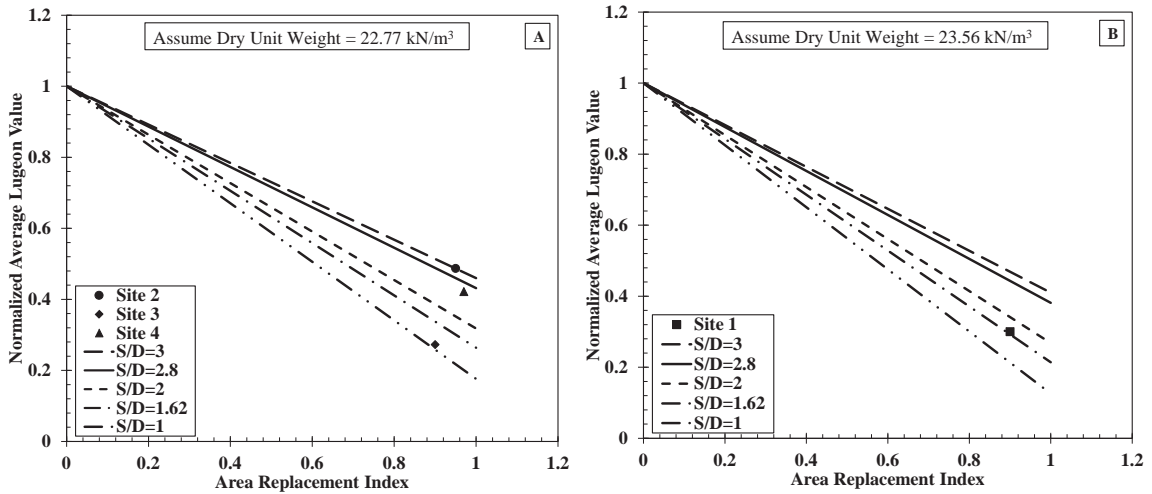 Assume Dry Unit Weight = 22.77 kN/m³
A
1.2
1
0.8
0.6
0.4
0.2
0
Normalized Average Lugeon Value
Site 2
Site 3
Site 4
S/D=3
S/D=2.8
S/D=2
S/D=1.62
S/D=1
0 0.2 0.4 0.6 0.8 1 1.2
Area Replacement Index
Assume Dry Unit Weight = 23.56 kN/m³
B
1.2
1
0.8
0.6
0.4
0.2
0
Normalized Average Lugeon Value
Site 1
S/D=3
S/D=2.8
S/D=2
S/D=1.62
S/D=1
0 0.2 0.4 0.6 0.8 1 1.2
Area Replacement Index